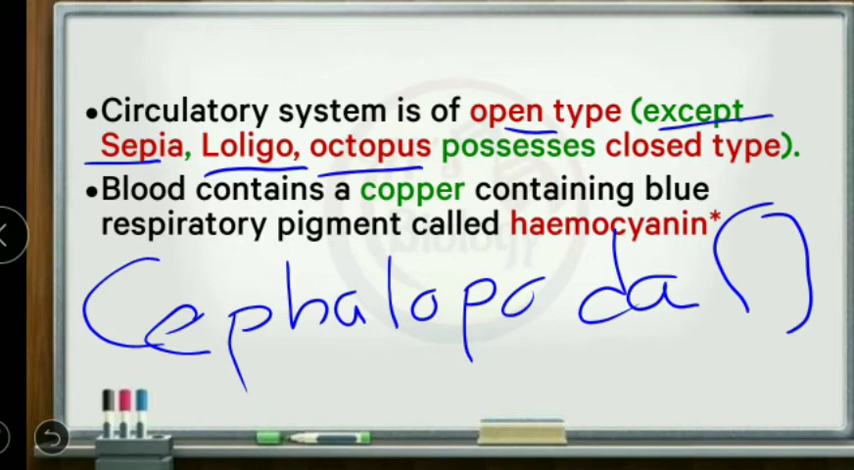 •Circulatory system is of open type (except
Sepia, Loligo, octopus possesses closed type).
•Blood contains a copper containing blue
respiratory pigment called haemocyanin*
Cephalopoda ()